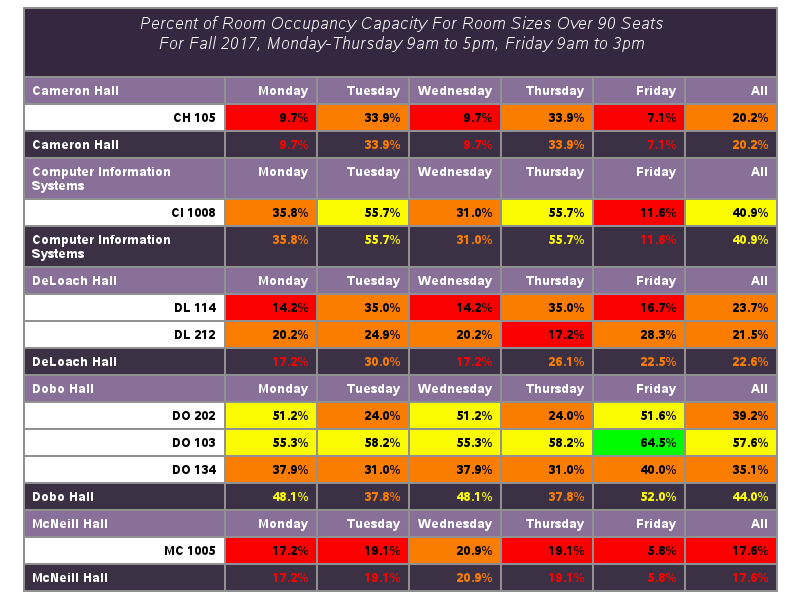 Percent of Room Occupancy Capacity For Room Sizes Over 90 Seats
For Fall 2017, Monday-Thursday 9am to 5pm, Friday 9am to 3pm
Cameron Hall Monday Tuesday Wednesday Thursday Friday All
CH 105 9.7% 33.9% 9.7% 33.9% 7.1% 20.2%
Cameron Hall 9.7% 33.9% 9.7% 33.9% 7.1% 20.2%
Computer Information Monday Tuesday Wednesday Thursday Friday All
Systems
CI 1008 35.8% 55.7% 31.0% 55.7% 11.6% 40.9%
Computer Information 35.8% 55.7% 31.0% 55.7% 11.6% 40.9%
Systems
DeLoach Hall Monday Tuesday Wednesday Thursday Friday All
DL 114 14.2% 35.0% 14.2% 35.0% 16.7% 23.7%
DL 212 20.2% 24.9% 20.2% 17.2% 28.3% 21.5%
DeLoach Hall 17.2% 30.0% 17.2% 26.1% 22.5% 22.6%
Dobo Hall Monday Tuesday Wednesday Thursday Friday All
DO 202 51.2% 24.0% 51.2% 24.0% 51.6% 39.2%
DO 103 55.3% 58.2% 55.3% 58.2% 64.5% 57.6%
DO 134 37.9% 31.0% 37.9% 31.0% 40.0% 35.1%
Dobo Hall 48.1% 37.8% 48.1% 37.8% 52.0% 44.0%
McNeill Hall Monday Tuesday Wednesday Thursday Friday All
MC 1005 17.2% 19.1% 20.9% 19.1% 5.8% 17.6%
McNeill Hall 17.2% 19.1% 20.9% 19.1% 5.8% 17.6%